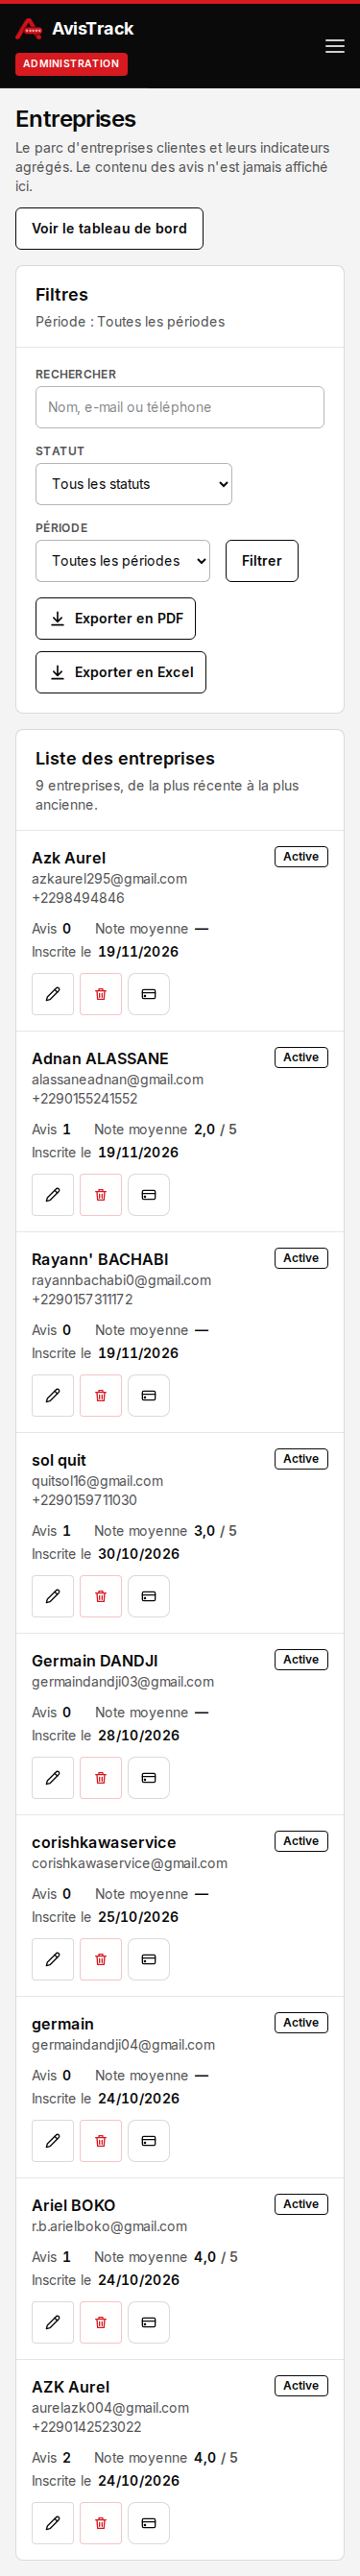 AvisTrack
ADMINISTRATION
Entreprises
Le parc d'entreprises clientes et leurs indicateurs
agrégés. Le contenu des avis n'est jamais affiché
ici.
Voir le tableau de bord
Filtres
Période : Toutes les périodes
RECHERCHER
Nom, e-mail ou téléphone
STATUT
Tous les statuts
PÉRIODE
Toutes les périodes
Filtrer
Exporter en PDF
Exporter en Excel
Liste des entreprises
9 entreprises, de la plus récente à la plus
ancienne.
Azk Aurel
Active
azkaurel295@gmail.com
+2298494846
Avis 0 Note moyenne —
Inscrite le 19/11/2026
Adnan ALASSANE
Active
alassaneadnan@gmail.com
+2290155241552
Avis 1 Note moyenne 2,0 / 5
Inscrite le 19/11/2026
Rayann' BACHABI
Active
rayannbachabi0@gmail.com
+2290157311172
Avis 0 Note moyenne —
Inscrite le 19/11/2026
sol quit
Active
quitsol16@gmail.com
+2290159711030
Avis 1 Note moyenne 3,0 / 5
Inscrite le 30/10/2026
Germain DANDJI
Active
germaindandji03@gmail.com
Avis 0 Note moyenne —
Inscrite le 28/10/2026
corishkawaservice
Active
corishkawaservice@gmail.com
Avis 0 Note moyenne —
Inscrite le 25/10/2026
germain
Active
germaindandji04@gmail.com
Avis 0 Note moyenne —
Inscrite le 24/10/2026
Ariel BOKO
Active
r.b.arielboko@gmail.com
Avis 1 Note moyenne 4,0 / 5
Inscrite le 24/10/2026
AZK Aurel
Active
aurelazk004@gmail.com
+2290142523022
Avis 2 Note moyenne 4,0 / 5
Inscrite le 24/10/2026